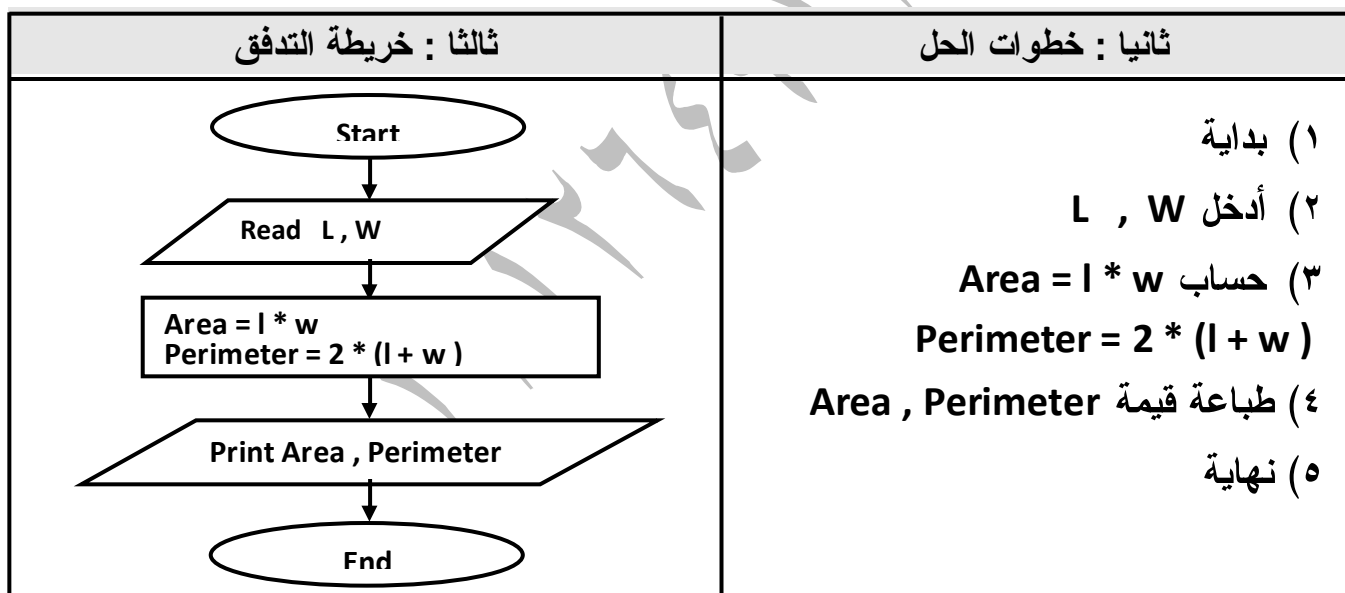 ثانيا : خطوات الحل
١) بداية
٢) أدخل L , W
٣) حساب Area = l * w
Perimeter = 2 * (l + w )
٤) طباعة قيمة Area , Perimeter
٥) نهاية
ثالثا : خريطة التدفق
Start
Read L , W
Area = l * w
Perimeter = 2 * (l + w )
Print Area , Perimeter
End